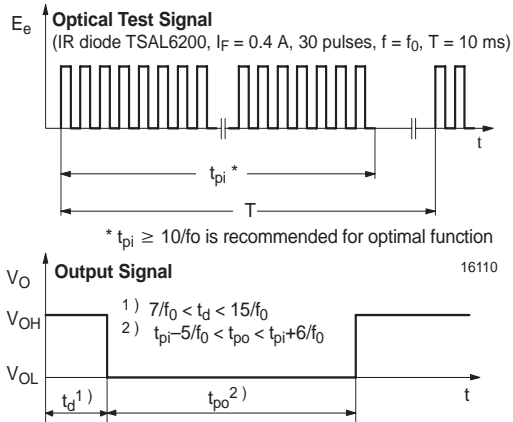 E_e
Optical Test Signal
(IR diode TSAL6200, I_F = 0.4 A, 30 pulses, f = f_0, T = 10 ms)
t
t_pi *
T
* t_pi ≥ 10/fo is recommended for optimal function
V_O
Output Signal
16110
V_OH
1 ) 7/f_0 < t_d < 15/f_0
2 ) t_pi–5/f_0 < t_po < t_pi+6/f_0
V_OL
t_d 1 )
t_po 2 )
t